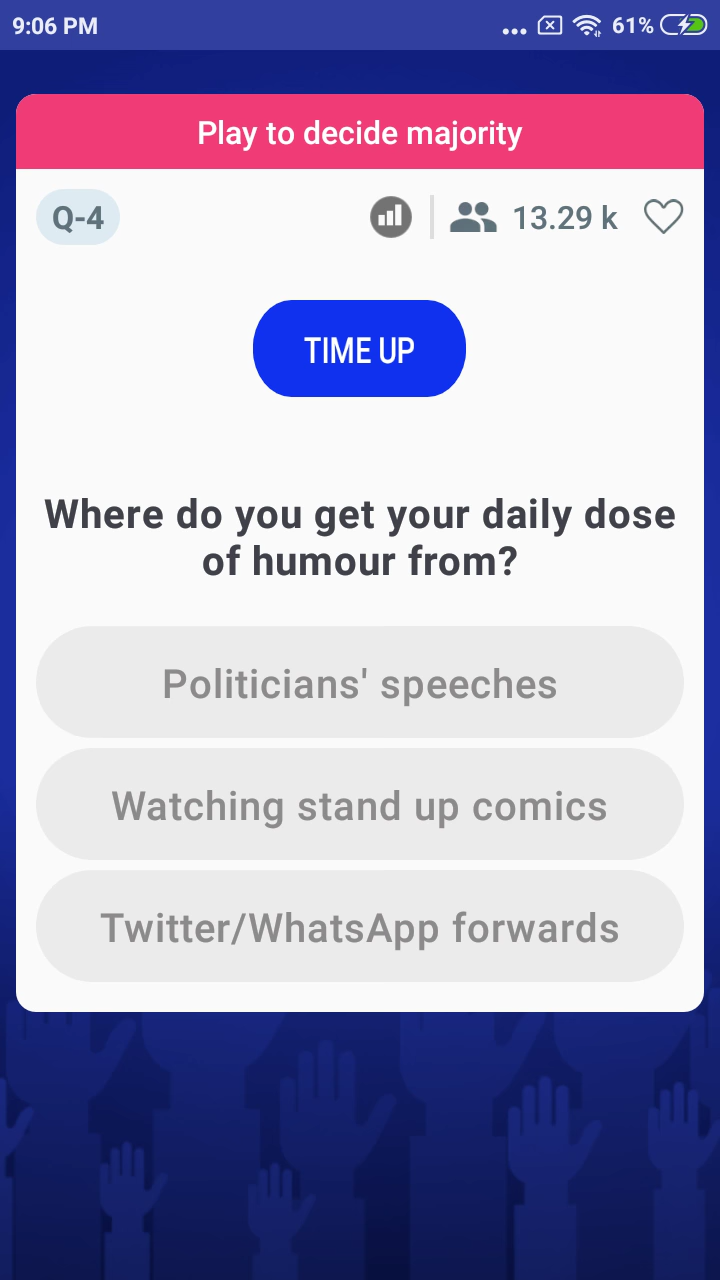 9:06 PM
61%
Play to decide majority
Q-4
13.29 k
TIME UP
Where do you get your daily dose
of humour from?
Politicians' speeches
Watching stand up comics
Twitter/WhatsApp forwards